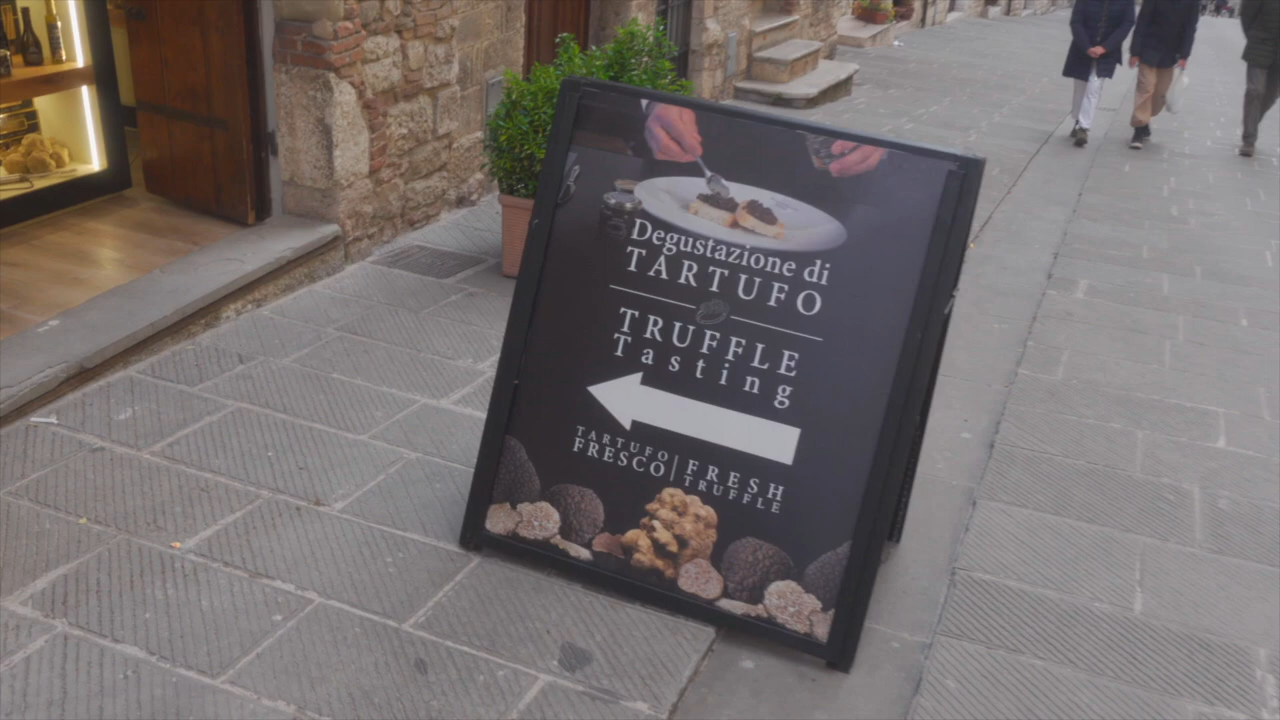 Degustazione di
TARTUFO
TRUFFLE
Tasting
TARTUFO
FRESCO
FRESH
TRUFFLE